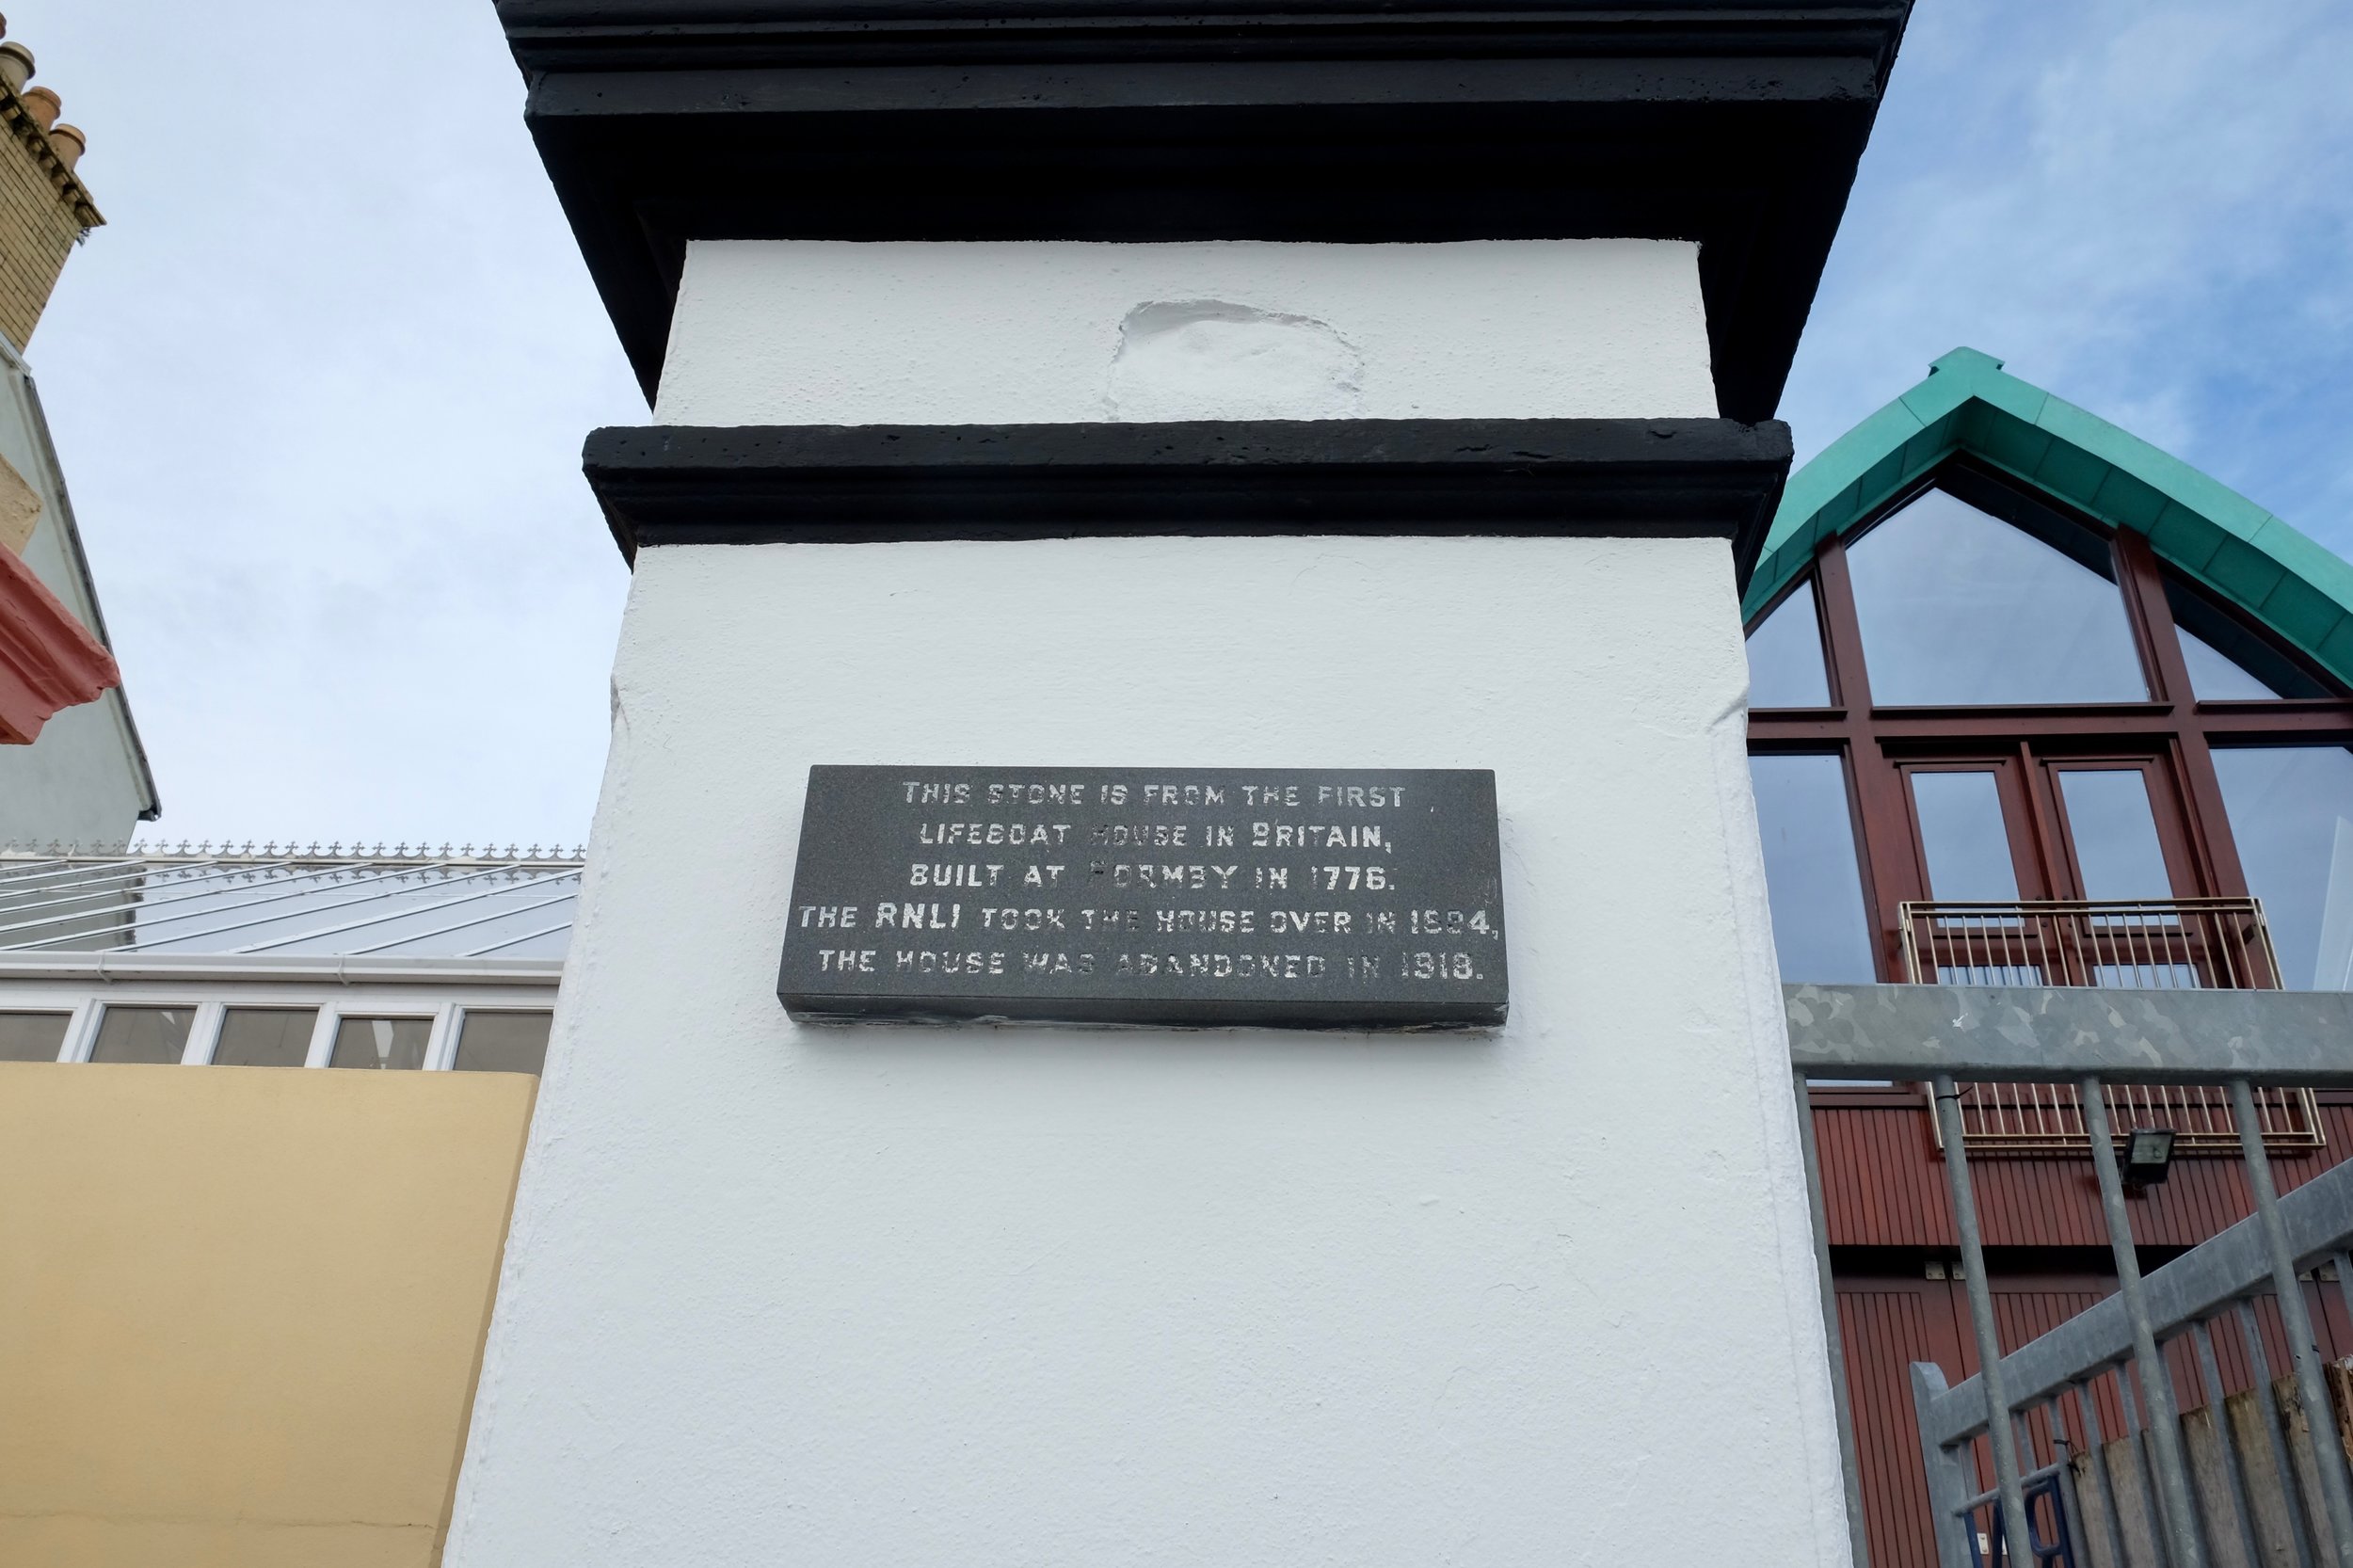 THIS STONE IS FROM THE FIRST
LIFEBOAT HOUSE IN BRITAIN,
BUILT AT FORMBY IN 1776.
THE RNLI TOOK THE HOUSE OVER IN 1894,
THE HOUSE WAS ABANDONED IN 1918.